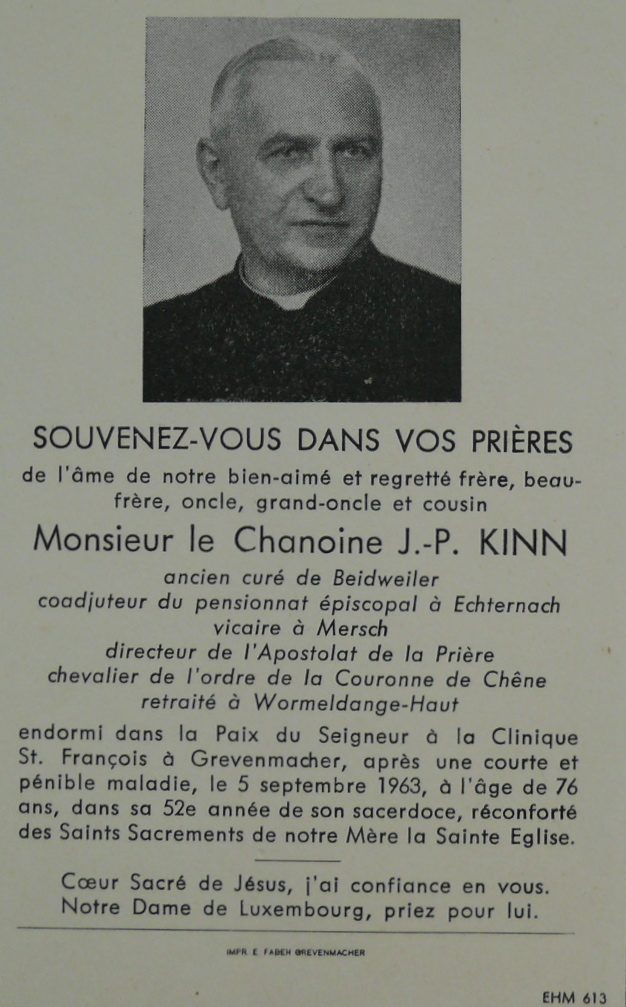 SOUVENEZ-VOUS DANS VOS PRIÈRES
de l'âme de notre bien-aimé et regretté frère, beau-
frère, oncle, grand-oncle et cousin
Monsieur le Chanoine J.-P. KINN
ancien curé de Beidweiler
coadjuteur du pensionnat épiscopal à Echternach
vicaire à Mersch
directeur de l'Apostolat de la Prière
chevalier de l'ordre de la Couronne de Chêne
retraité à Wormeldange-Haut
endormi dans la Paix du Seigneur à la Clinique
St. François à Grevenmacher, après une courte et
pénible maladie, le 5 septembre 1963, à l'âge de 76
ans, dans sa 52e année de son sacerdoce, réconforté
des Saints Sacrements de notre Mère la Sainte Eglise.
Cœur Sacré de Jésus, j'ai confiance en vous.
Notre Dame de Luxembourg, priez pour lui.
IMPR. E. FABER GREVENMACHER
EHM 613